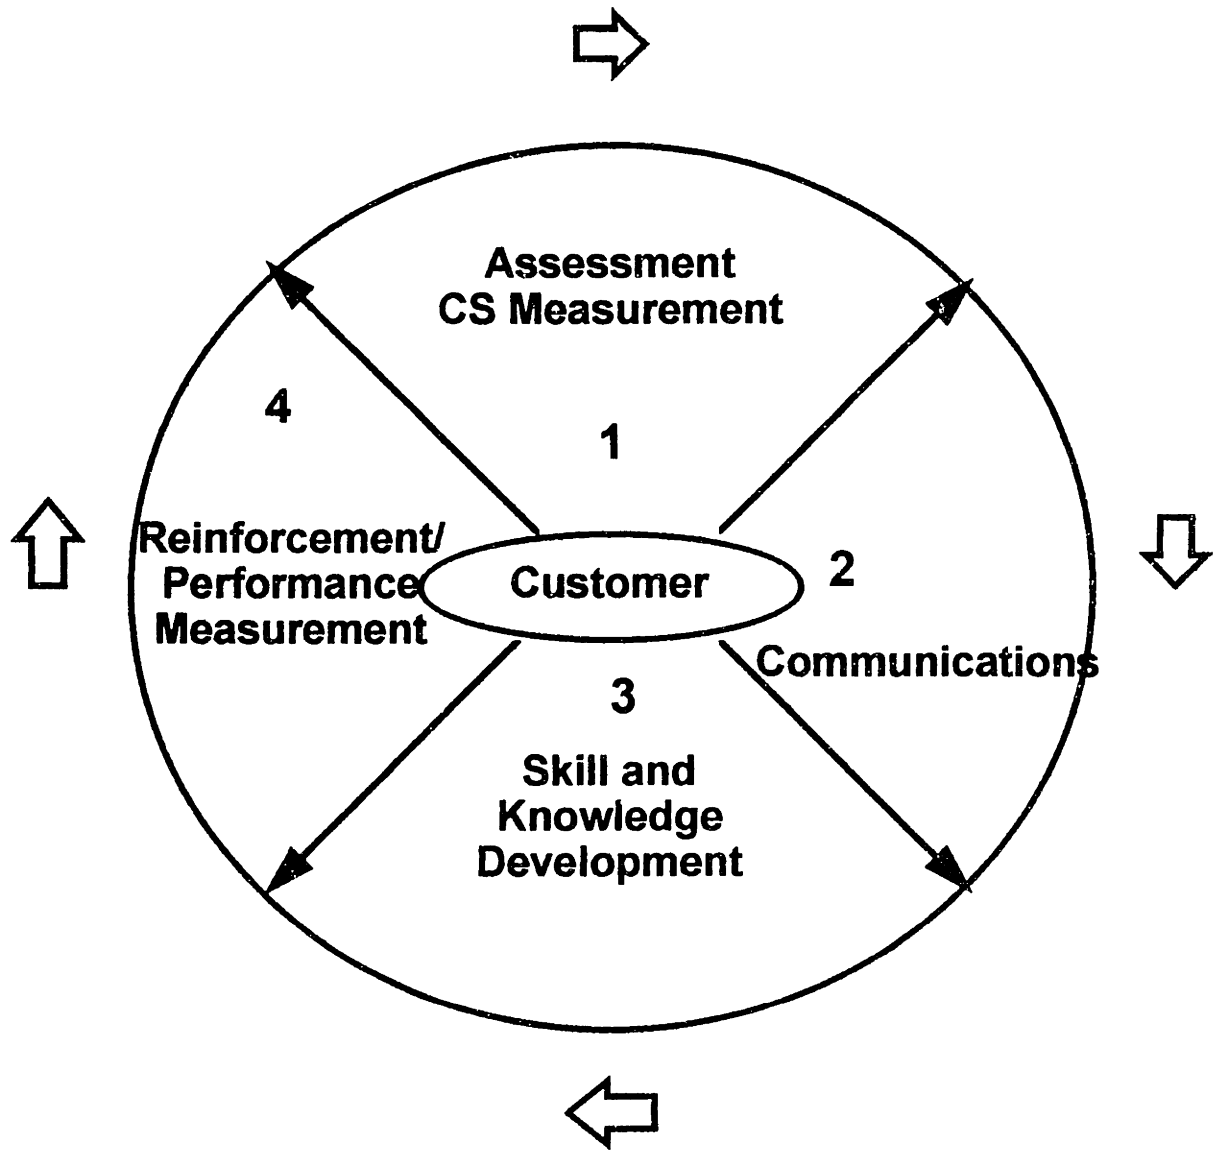 Assessment
CS Measurement
1
4
2
Reinforcement/
Performance
Measurement
Customer
Communications
3
Skill and
Knowledge
Development